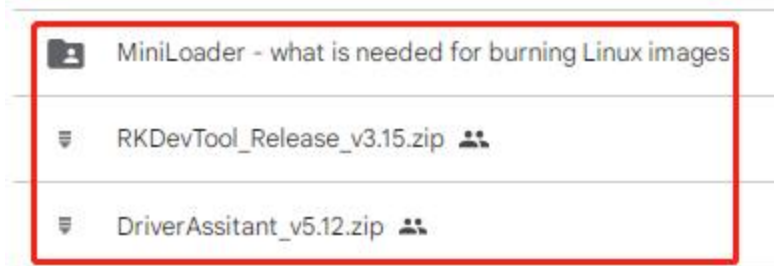 MiniLoader - what is needed for burning Linux images
RKDevTool_Release_v3.15.zip
DriverAssitant_v5.12.zip